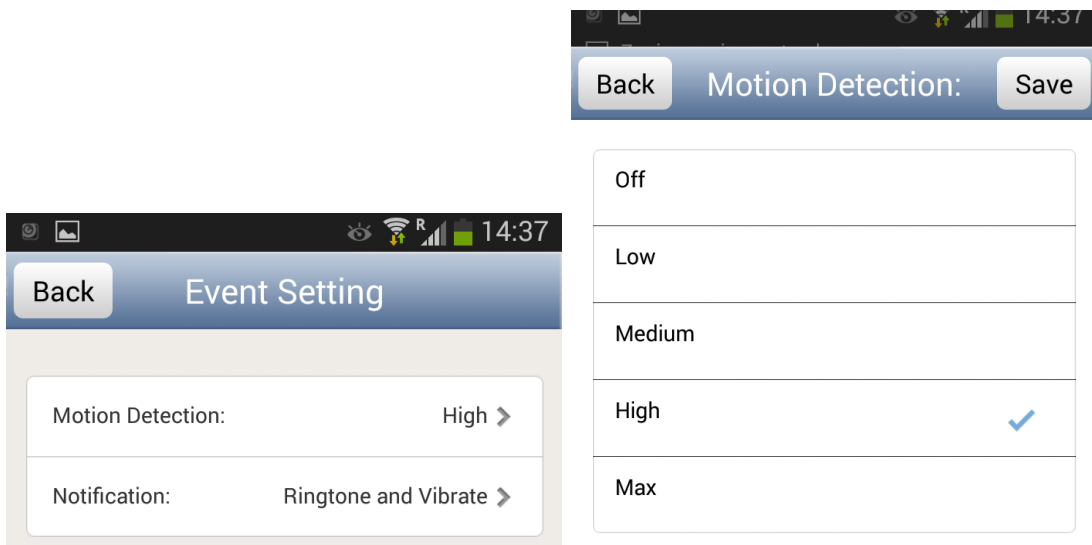 R 14:37
Back Event Setting
Motion Detection: High
Notification: Ringtone and Vibrate
R 14:37
Back Motion Detection: Save
Off
Low
Medium
High
Max